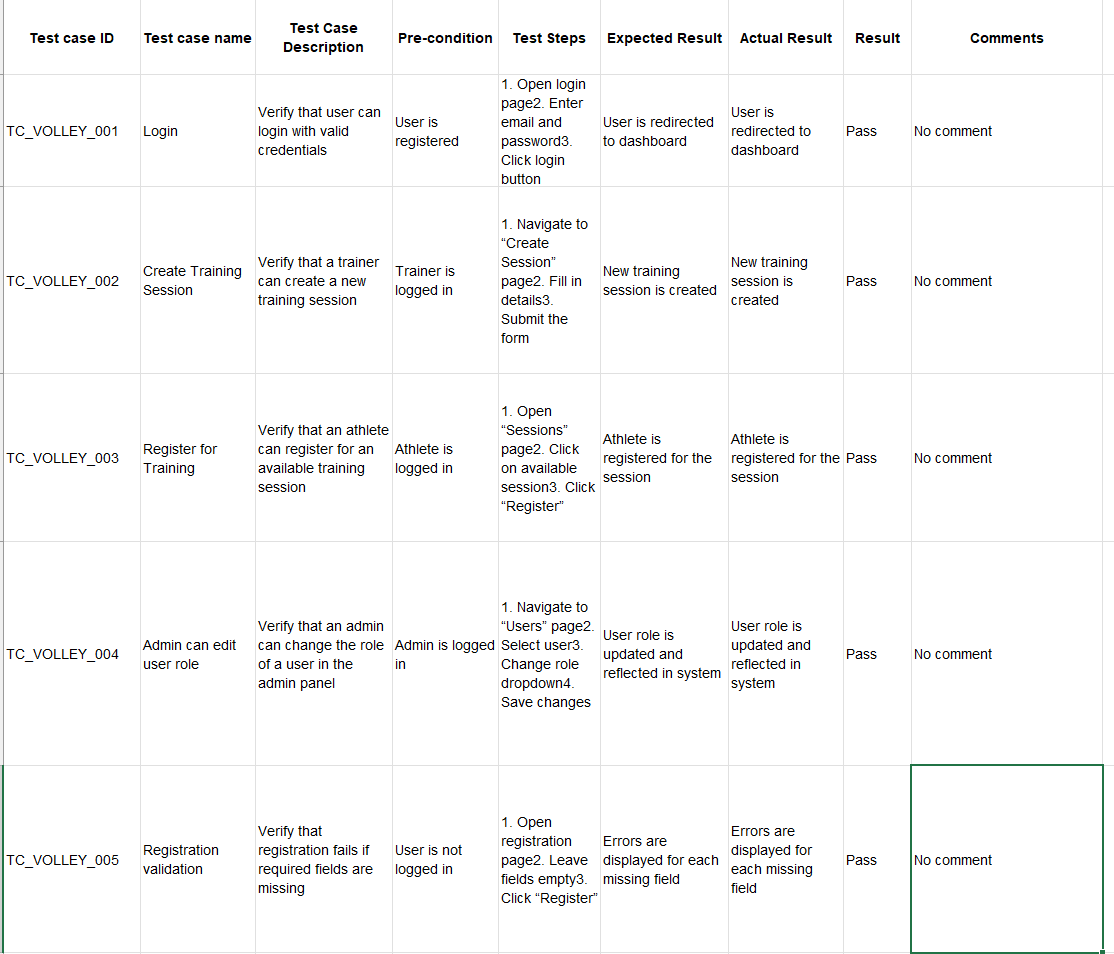 Test case ID
Test case name
Test Case
Description
Pre-condition
Test Steps
Expected Result
Actual Result
Result
Comments
TC_VOLLEY_001
Login
Verify that user can
login with valid
credentials
User is
registered
1. Open login
page2. Enter
email and
password3.
Click login
button
User is redirected
to dashboard
User is
redirected to
dashboard
Pass
No comment
TC_VOLLEY_002
Create Training
Session
Verify that a trainer
can create a new
training session
Trainer is
logged in
1. Navigate to
“Create
Session”
page2. Fill in
details3.
Submit the
form
New training
session is created
New training
session is
created
Pass
No comment
TC_VOLLEY_003
Register for
Training
Verify that an athlete
can register for an
available training
session
Athlete is
logged in
1. Open
“Sessions”
page2. Click
on available
session3. Click
“Register”
Athlete is
registered for the
session
Athlete is
registered for the
session
Pass
No comment
TC_VOLLEY_004
Admin can edit
user role
Verify that an admin
can change the role
of a user in the
admin panel
Admin is logged
in
1. Navigate to
“Users” page2.
Select user3.
Change role
dropdown4.
Save changes
User role is
updated and
reflected in system
User role is
updated and
reflected in
system
Pass
No comment
TC_VOLLEY_005
Registration
validation
Verify that
registration fails if
required fields are
missing
User is not
logged in
1. Open
registration
page2. Leave
fields empty3.
Click “Register”
Errors are
displayed for each
missing field
Errors are
displayed for
each missing
field
Pass
No comment